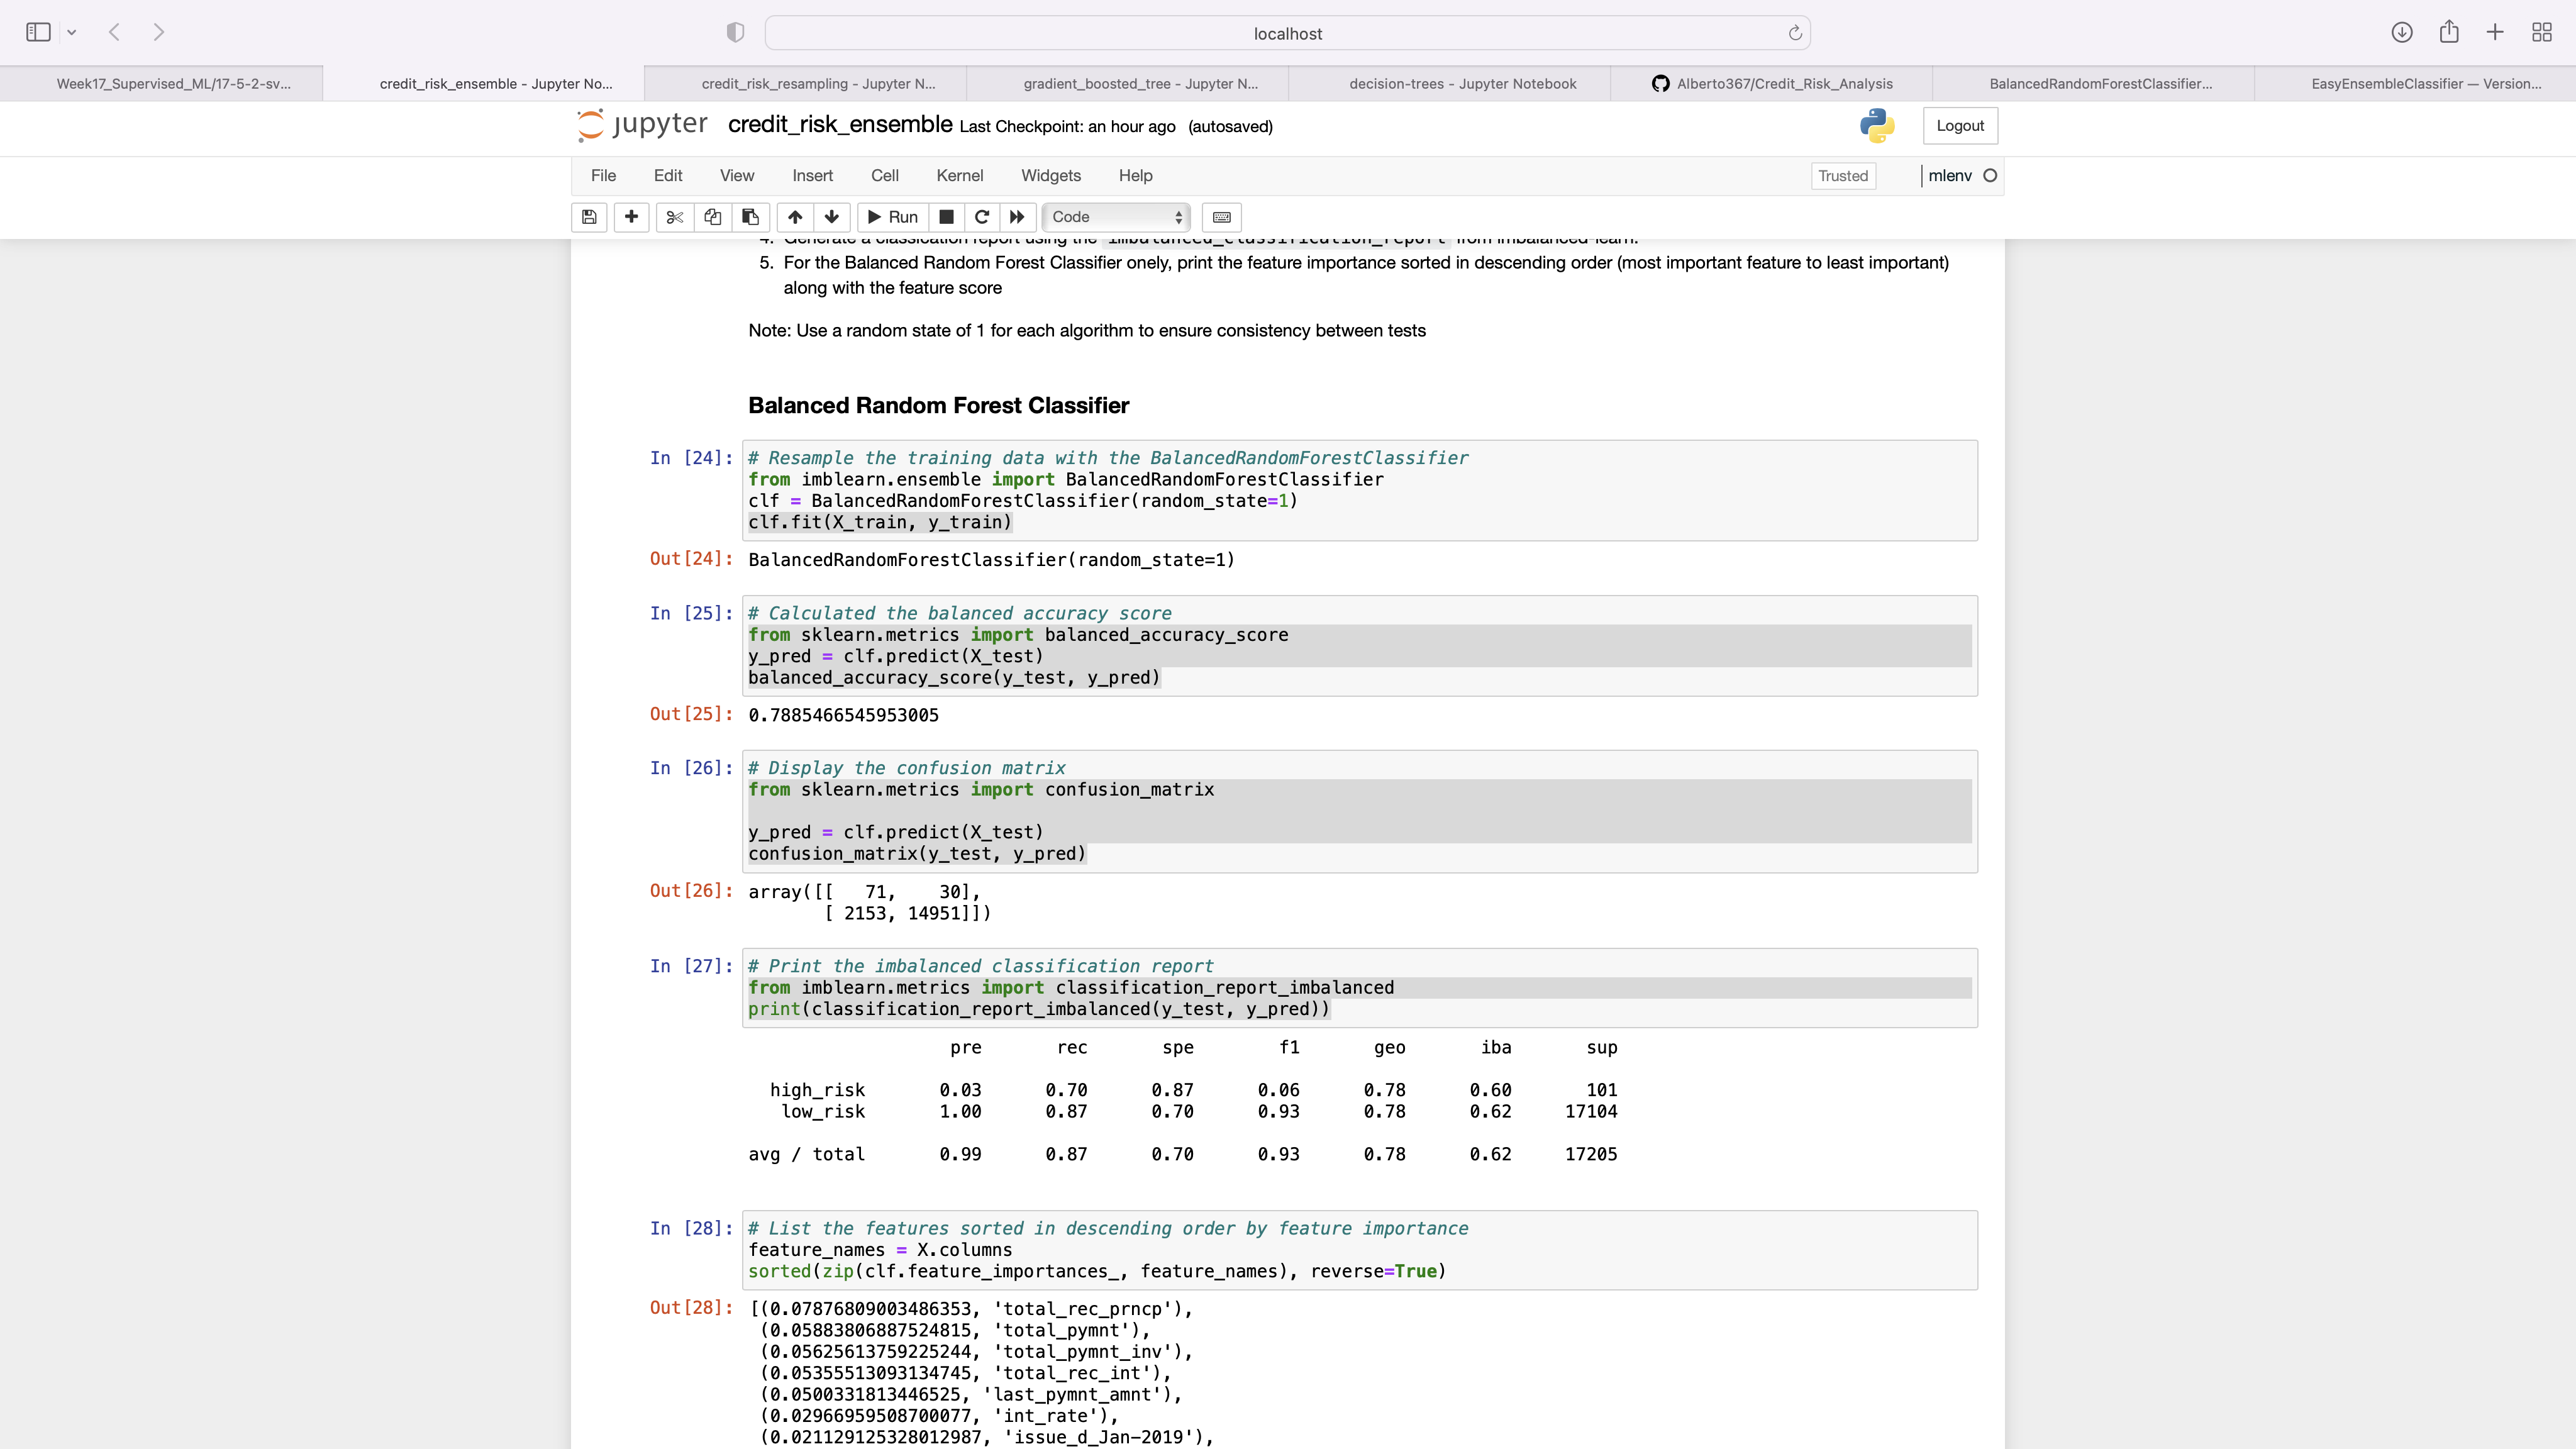 localhost
Week17_Supervised_ML/17-5-2-sv...
credit_risk_ensemble - Jupyter No...
credit_risk_resampling - Jupyter N...
gradient_boosted_tree - Jupyter N...
decision-trees - Jupyter Notebook
Alberto367/Credit_Risk_Analysis
BalancedRandomForestClassifier...
EasyEnsembleClassifier — Version...
jupyter credit_risk_ensemble Last Checkpoint: an hour ago (autosaved)
Logout
File Edit View Insert Cell Kernel Widgets Help
Trusted
mlenv
Run
Code
4. Generate a classication report using the imbalanced_classification_report from imbalanced-learn.
5. For the Balanced Random Forest Classifier onely, print the feature importance sorted in descending order (most important feature to least important)
along with the feature score
Note: Use a random state of 1 for each algorithm to ensure consistency between tests
Balanced Random Forest Classifier
In [24]: # Resample the training data with the BalancedRandomForestClassifier
from imblearn.ensemble import BalancedRandomForestClassifier
clf = BalancedRandomForestClassifier(random_state=1)
clf.fit(X_train, y_train)
Out[24]: BalancedRandomForestClassifier(random_state=1)
In [25]: # Calculated the balanced accuracy score
from sklearn.metrics import balanced_accuracy_score
y_pred = clf.predict(X_test)
balanced_accuracy_score(y_test, y_pred)
Out[25]: 0.7885466545953005
In [26]: # Display the confusion matrix
from sklearn.metrics import confusion_matrix
y_pred = clf.predict(X_test)
confusion_matrix(y_test, y_pred)
Out[26]: array([[   71,    30],
[ 2153, 14951]])
In [27]: # Print the imbalanced classification report
from imblearn.metrics import classification_report_imbalanced
print(classification_report_imbalanced(y_test, y_pred))
pre rec spe f1 geo iba sup
high_risk 0.03 0.70 0.87 0.06 0.78 0.60 101
low_risk 1.00 0.87 0.70 0.93 0.78 0.62 17104
avg / total 0.99 0.87 0.70 0.93 0.78 0.62 17205
In [28]: # List the features sorted in descending order by feature importance
feature_names = X.columns
sorted(zip(clf.feature_importances_, feature_names), reverse=True)
Out[28]: [(0.07876809003486353, 'total_rec_prncp'),
(0.05883806887524815, 'total_pymnt'),
(0.05625613759225244, 'total_pymnt_inv'),
(0.05355513093134745, 'total_rec_int'),
(0.0500331813446525, 'last_pymnt_amnt'),
(0.02966959508700077, 'int_rate'),
(0.021129125328012987, 'issue_d_Jan-2019'),